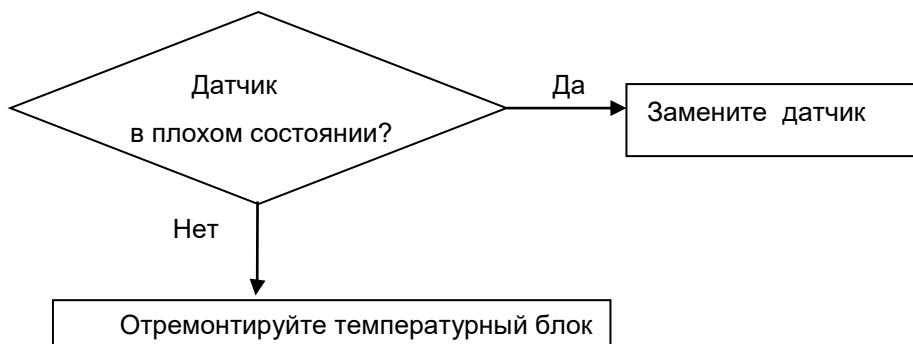 Датчик
в плохом состоянии?
Да
Замените датчик
Нет
Отремонтируйте температурный блок